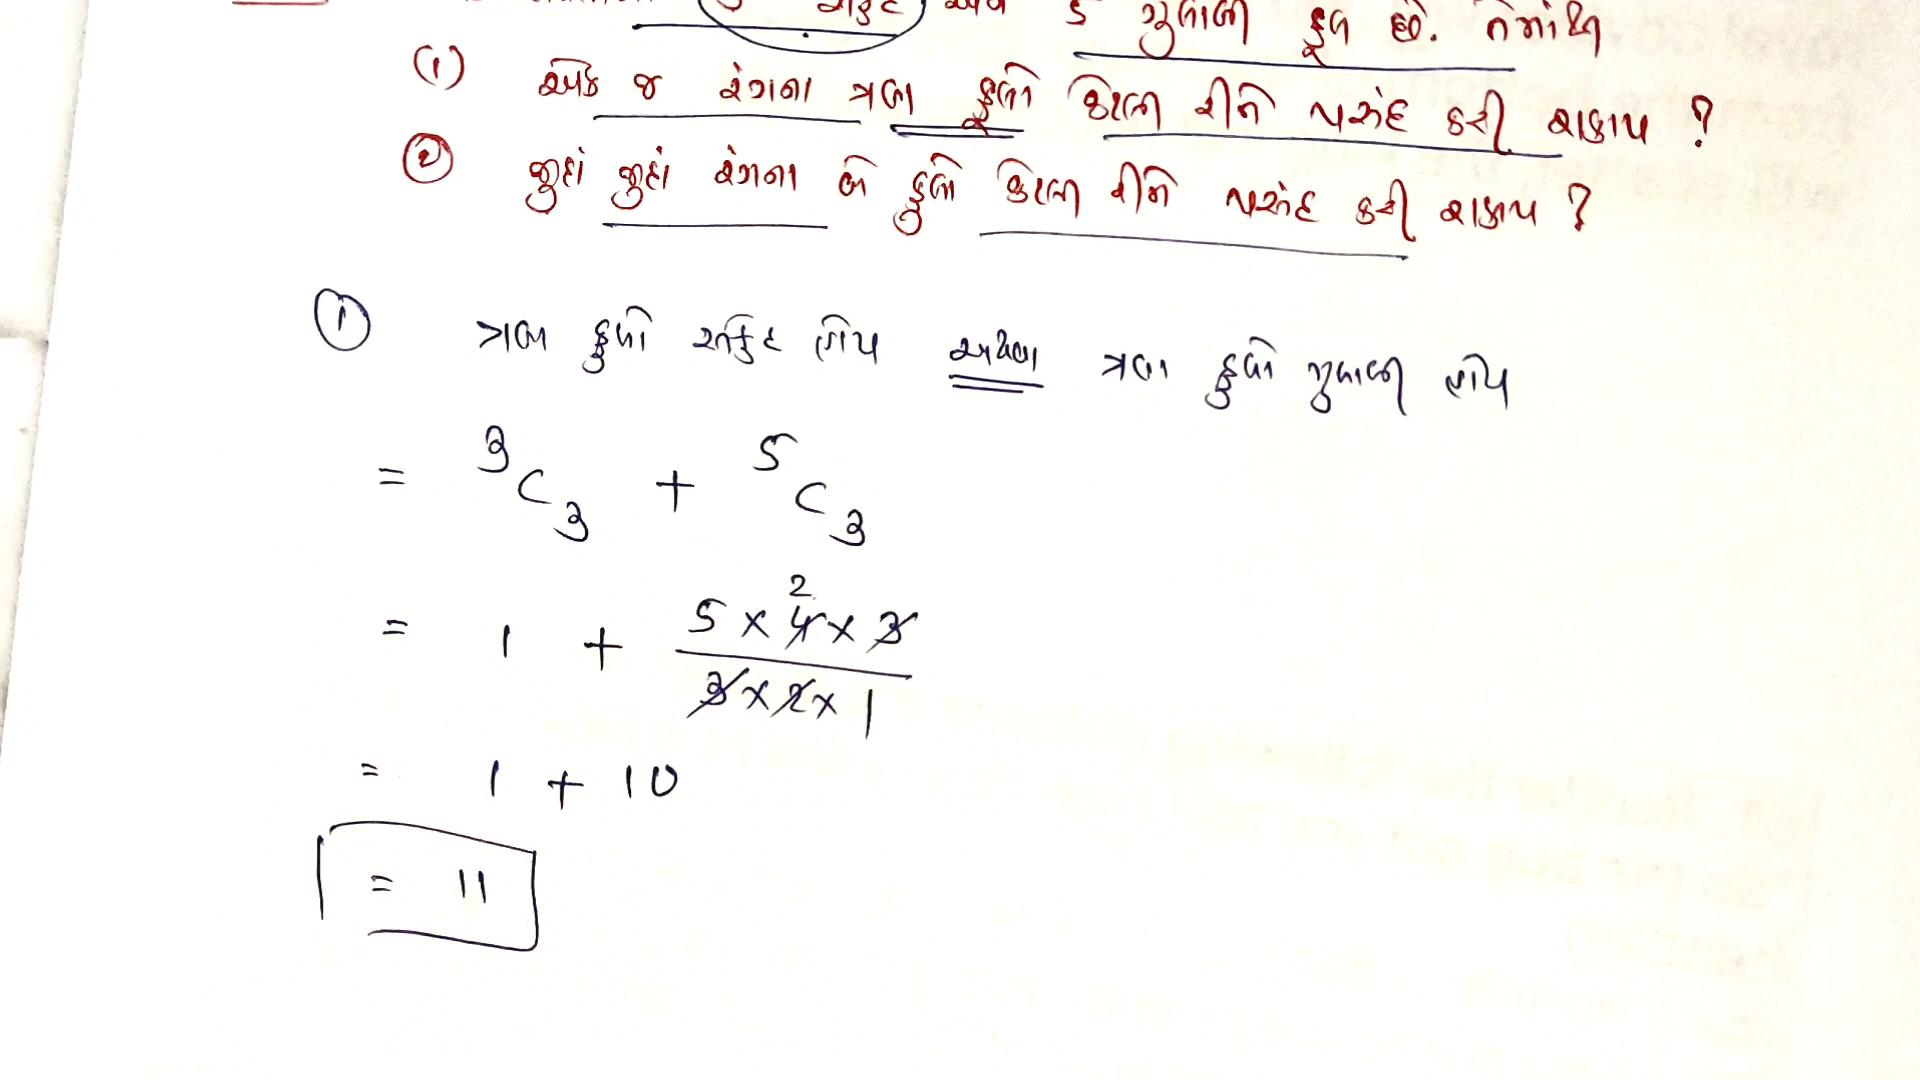 સફેદ અને 5 ગુલાબી ફુલ છે. તેમાંથી
(1) એક જ રંગના ત્રણ ફુલો કેટલી રીતે પસંદ કરી શકાય ?
(2) જુદાં જુદાં રંગના બે ફુલો કેટલી રીતે પસંદ કરી શકાય ?
(1) ત્રણ ફુલો સફેદ હોય અથવા ત્રણ ફુલો ગુલાબી હોય
= ³C₃ + ⁵C₃
= 1 + 5 × 4 × 3 / 3 × 2 × 1
2
= 1 + 10
= 11